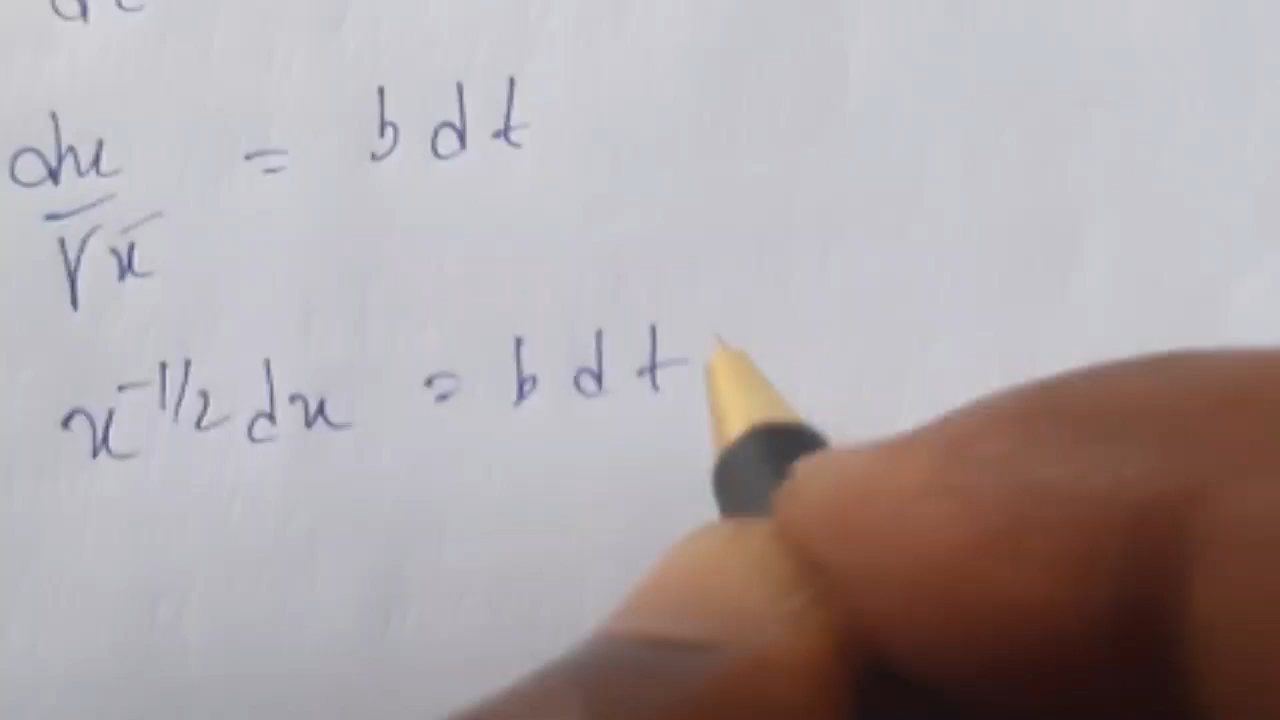 dx/√x = b dt
x^-1/2 dx = b dt